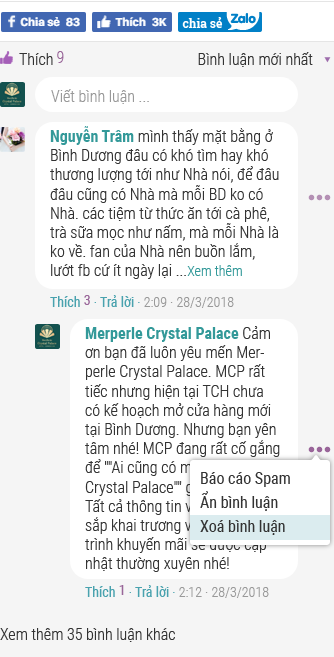 Chia sẻ 83 Thích 3K chia sẻ Zalo
Thích 9 Bình luận mới nhất
Viết bình luận ...
Nguyễn Trâm mình thấy mặt bằng ở
Bình Dương đâu có khó tìm hay khó
thương lượng tới như Nhà nói, để đâu
đâu cũng có Nhà mà mỗi BD ko có
Nhà. các tiệm từ thức ăn tới cà phê,
trà sữa mọc như nấm, mà mỗi Nhà là
ko về. fan của Nhà nên buồn lắm,
lướt fb cứ ít ngày lại ...Xem thêm
Thích 3 · Trả lời · 2:09 · 28/3/2018
Merperle Crystal Palace Cảm
ơn bạn đã luôn yêu mến Mer-
perle Crystal Palace. MCP rất
tiếc nhưng hiện tại TCH chưa
có kế hoạch mở cửa hàng mới
tại Bình Dương. Nhưng bạn yên
tâm nhé! MCP đang rất cố gắng
để ""Ai cũng có m
Crystal Palace"" g
Tất cả thông tin v
sắp khai trương v
trình khuyến mãi sẽ được cập
nhật thường xuyên nhé!
Báo cáo Spam
Ẩn bình luận
Xoá bình luận
Thích 1 · Trả lời · 2:12 · 28/3/2018
Xem thêm 35 bình luận khác